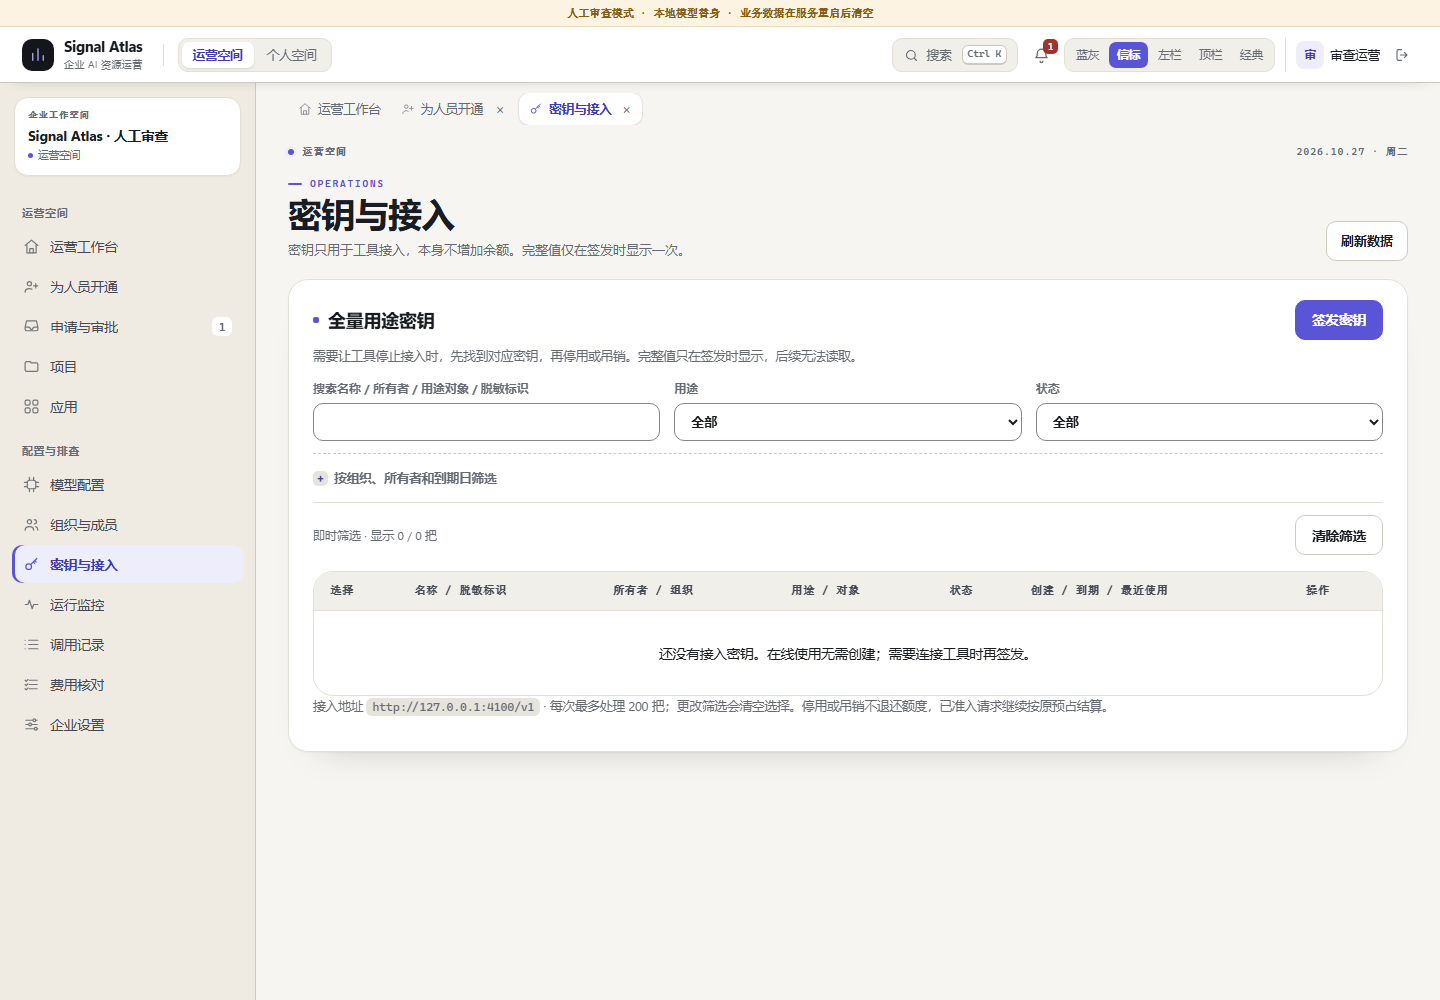 人工审查模式 · 本地模型替身 · 业务数据在服务重启后清空
Signal Atlas
企业 AI 资源运营
运营空间 个人空间
搜索 Ctrl K
1
蓝灰 信标 左栏 顶栏 经典
审 审查运营
企业工作空间
Signal Atlas · 人工审查
运营空间
运营空间
运营工作台
为人员开通
申请与审批 1
项目
应用
配置与排查
模型配置
组织与成员
密钥与接入
运行监控
调用记录
费用核对
企业设置
运营工作台 为人员开通 × 密钥与接入 ×
运营空间
2026.10.27 · 周二
OPERATIONS
密钥与接入
密钥只用于工具接入，本身不增加余额。完整值仅在签发时显示一次。
刷新数据
全量用途密钥
签发密钥
需要让工具停止接入时，先找到对应密钥，再停用或吊销。完整值只在签发时显示，后续无法读取。
搜索名称 / 所有者 / 用途对象 / 脱敏标识 用途 状态
全部 全部
+ 按组织、所有者和到期日筛选
即时筛选 · 显示 0 / 0 把
清除筛选
选择 名称 / 脱敏标识 所有者 / 组织 用途 / 对象 状态 创建 / 到期 / 最近使用 操作
还没有接入密钥。在线使用无需创建；需要连接工具时再签发。
接入地址 http://127.0.0.1:4100/v1 · 每次最多处理 200 把；更改筛选会清空选择。停用或吊销不退还额度，已准入请求继续按原预占结算。